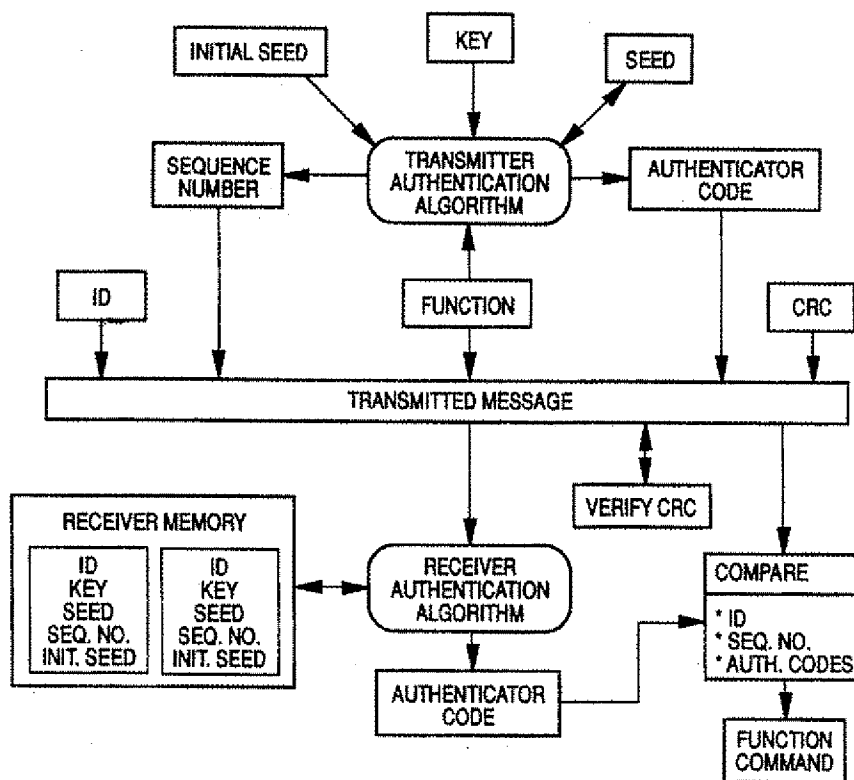 INITIAL SEED
KEY
SEED
SEQUENCE
NUMBER
TRANSMITTER
AUTHENTICATION
ALGORITHM
AUTHENTICATOR
CODE
ID
FUNCTION
CRC
TRANSMITTED MESSAGE
VERIFY CRC
RECEIVER MEMORY
ID
KEY
SEED
SEQ. NO.
INIT. SEED
ID
KEY
SEED
SEQ. NO.
INIT. SEED
RECEIVER
AUTHENTICATION
ALGORITHM
AUTHENTICATOR
CODE
COMPARE
* ID
* SEQ. NO.
* AUTH. CODES
FUNCTION
COMMAND